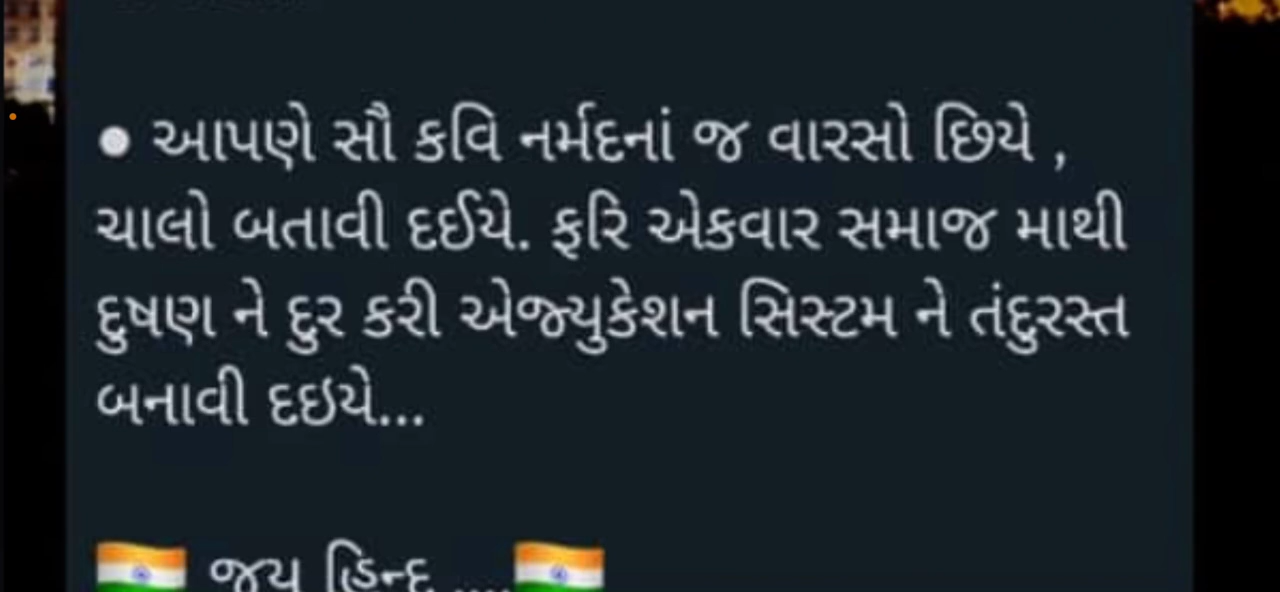 ● આપણે સૌ કવિ નર્મદનાં જ વારસો છિયે ,
ચાલો બતાવી દઈયે. ફરિ એકવાર સમાજ માથી
દુષણ ને દુર કરી એજ્યુકેશન સિસ્ટમ ને તંદુરસ્ત
બનાવી દઇયે...
🇮🇳 જય હિન્દ ....🇮🇳